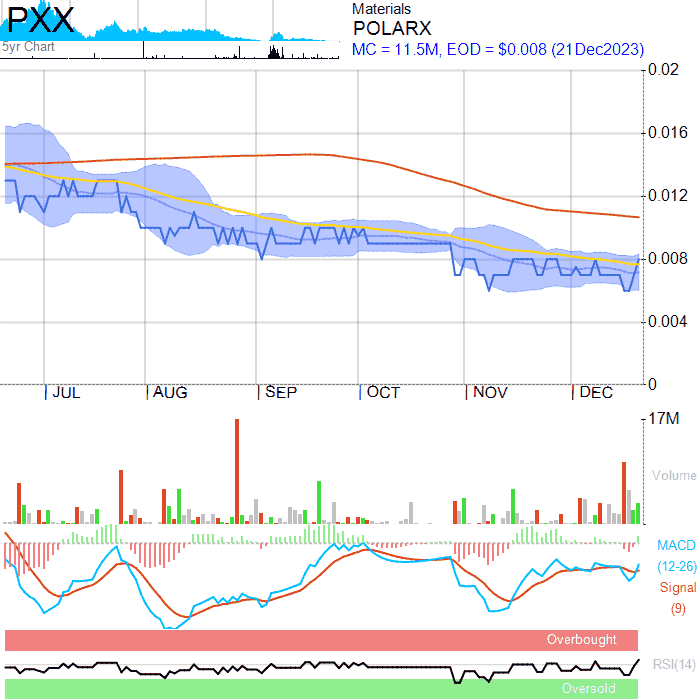 PXX
5yr Chart
Materials
POLARX
MC = 11.5M, EOD = $0.008 (21Dec2023)
0.02
0.016
0.012
0.008
0.004
0
JUL AUG SEP OCT NOV DEC
17M
Volume
MACD
(12-26)
Signal
(9)
Overbought
RSI(14)
Oversold